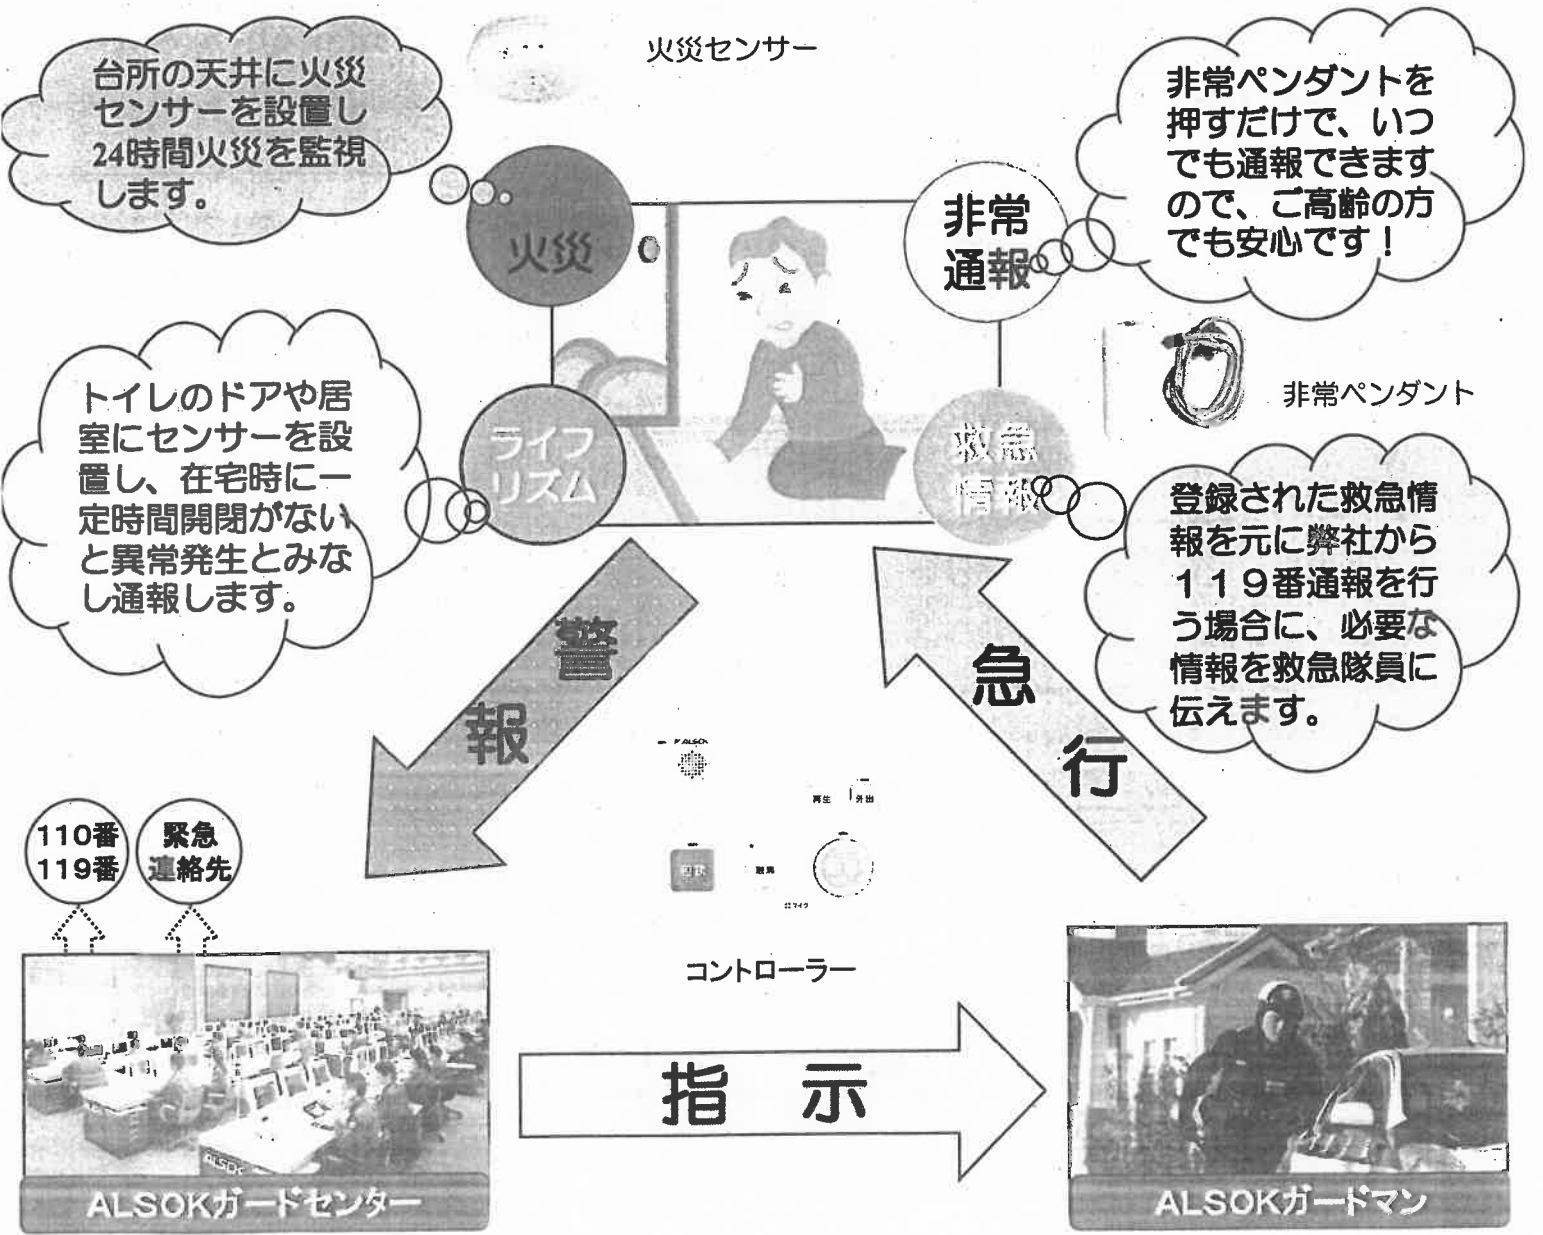 火災センサー
台所の天井に火災
センサーを設置し
24時間火災を監視
します。
非常ペンダントを
押すだけで、いつ
でも通報できます
ので、ご高齢の方
でも安心です！
火災
非常
通報
非常ペンダント
トイレのドアや居
室にセンサーを設
置し、在宅時に一
定時間開閉がない
と異常発生とみな
し通報します。
ライフ
リズム
救急
情報
登録された救急情
報を元に弊社から
１１９番通報を行
う場合に、必要な
情報を救急隊員に
伝えます。
警報
急行
ALSOK
再生
外出
110番
119番
緊急
連絡先
マイク
コントローラー
指示
ALSOK
ALSOKガードセンター
ALSOKガードマン